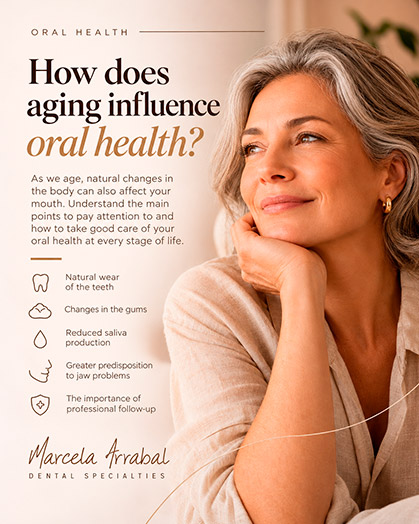 ORAL HEALTH
How does
aging influence
oral health?
As we age, natural changes in
the body can also affect your
mouth. Understand the main
points to pay attention to and
how to take good care of your
oral health at every stage of life.
Natural wear
of the teeth
Changes in the gums
Reduced saliva
production
Greater predisposition
to jaw problems
The importance of
professional follow-up
Marcela Arrabal
DENTAL SPECIALTIES